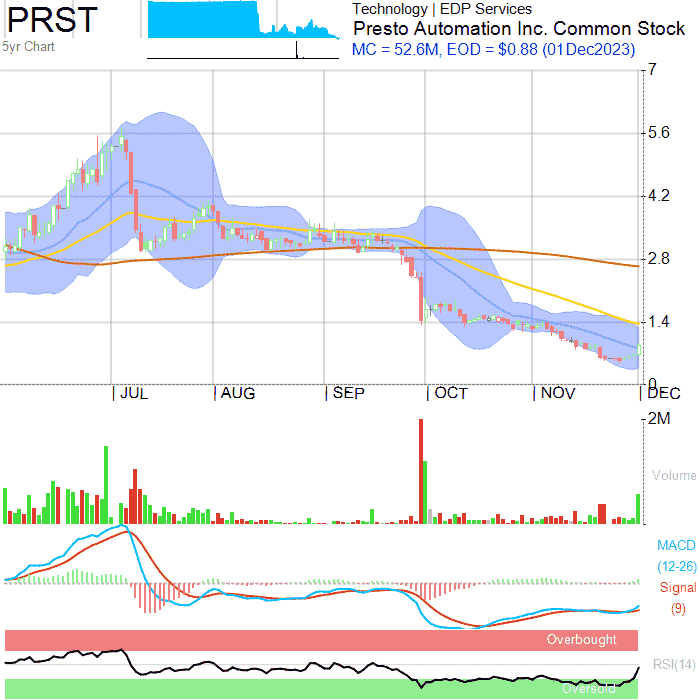 PRST
5yr Chart
Technology | EDP Services
Presto Automation Inc. Common Stock
MC = 52.6M, EOD = $0.88 (01Dec2023)
7
5.6
4.2
2.8
1.4
0
JUL AUG SEP OCT NOV DEC
2M
Volume
MACD
(12-26)
Signal
(9)
Overbought
RSI(14)
Oversold